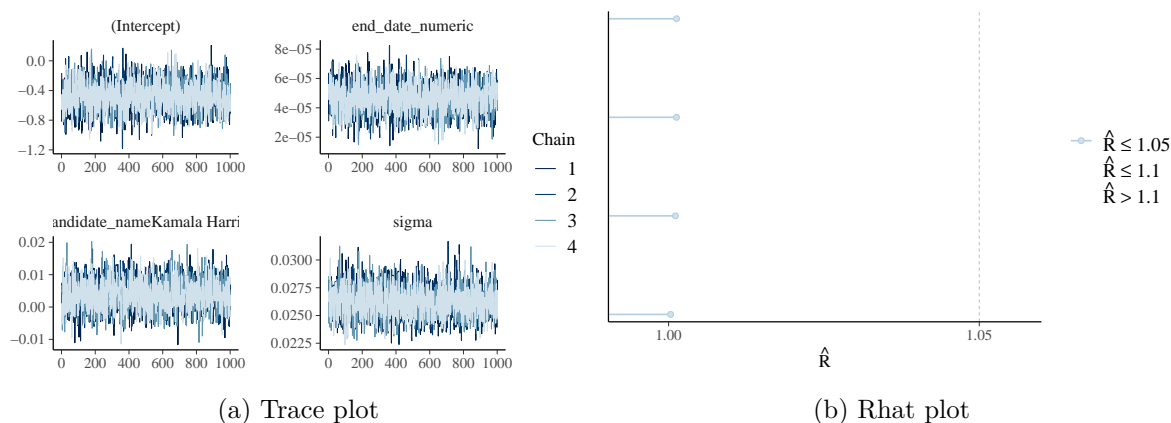 (Intercept)
0.0
−0.4
−0.8
−1.2
0 200 400 600 800 1000
end_date_numeric
8e−05
6e−05
4e−05
2e−05
0 200 400 600 800 1000
andidate_nameKamala Harri
0.02
0.01
0.00
−0.01
0 200 400 600 800 1000
sigma
0.0300
0.0275
0.0250
0.0225
0 200 400 600 800 1000
Chain
1
2
3
4
(a) Trace plot
1.00 1.05
R̂
R̂ ≤ 1.05
R̂ ≤ 1.1
R̂ > 1.1
(b) Rhat plot